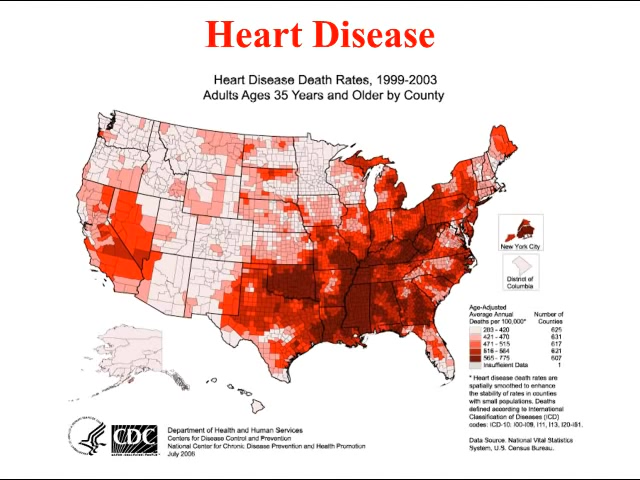 Heart Disease
Heart Disease Death Rates, 1999-2003
Adults Ages 35 Years and Older by County
New York City
District of
Columbia
Age-Adjusted
Average Annual
Deaths per 100,000*
Number of
Counties
283 - 420 625
421 - 470 631
471 - 515 617
516 - 564 621
565 - 775 607
Insufficient Data 1
* Heart disease death rates are
spatially smoothed to enhance
the stability of rates in counties
with small populations. Deaths
defined according to International
Classification of Diseases (ICD)
codes: ICD-10: I00-I09, I11, I13, I20-I51.
Data Source: National Vital Statistics
System, U.S. Census Bureau.
CDC
Department of Health and Human Services
Centers for Disease Control and Prevention
National Center for Chronic Disease Prevention and Health Promotion
July 2006